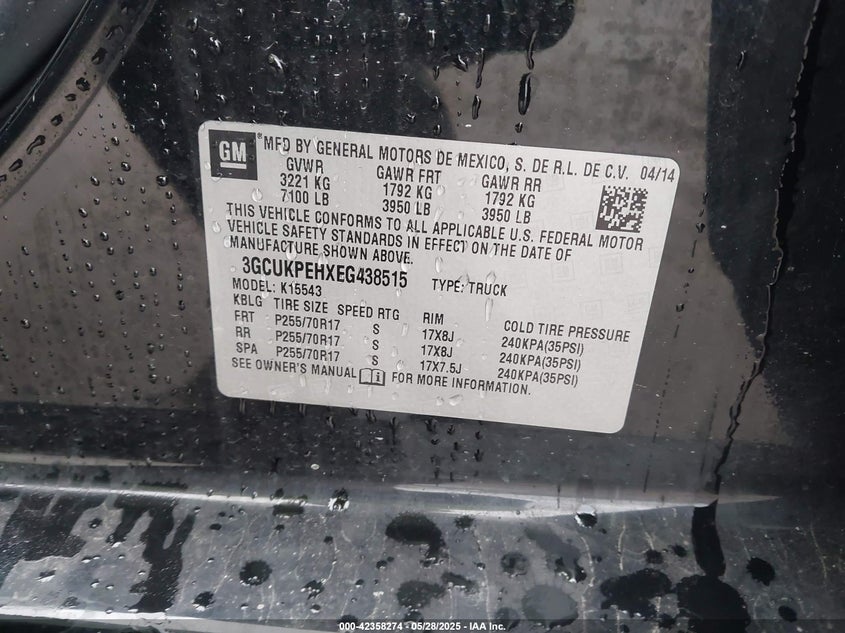 GM ® MFD BY GENERAL MOTORS DE MEXICO, S. DE R.L. DE C.V. 04/14
GVWR GAWR FRT GAWR RR
3221 KG 1792 KG 1792 KG
7100 LB 3950 LB 3950 LB
THIS VEHICLE CONFORMS TO ALL APPLICABLE U.S. FEDERAL MOTOR
VEHICLE SAFETY STANDARDS IN EFFECT ON THE DATE OF
MANUFACTURE SHOWN ABOVE.
3GCUKPEHXEG438515 TYPE: TRUCK
MODEL: K15543
KBLG TIRE SIZE SPEED RTG RIM COLD TIRE PRESSURE
FRT P255/70R17 S 17X8J 240KPA(35PSI)
RR P255/70R17 S 17X8J 240KPA(35PSI)
SPA P255/70R17 S 17X7.5J 240KPA(35PSI)
SEE OWNER'S MANUAL FOR MORE INFORMATION.
000-42358274 - 05/28/2025 - IAA Inc.